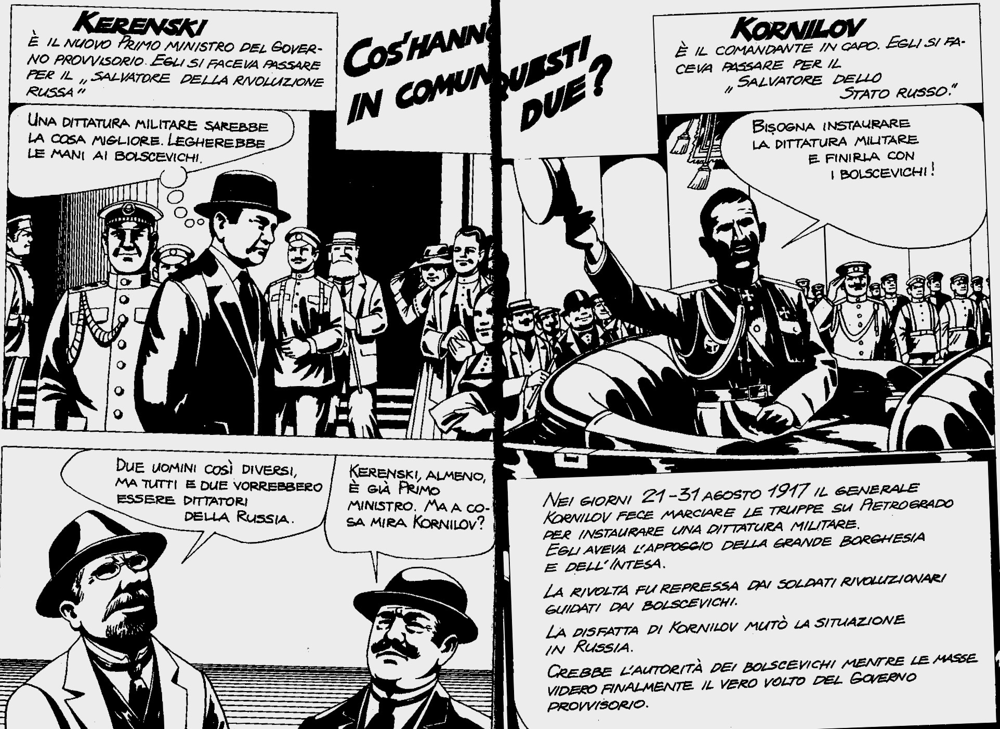 KERENSKI
È IL NUOVO PRIMO MINISTRO DEL GOVER-
NO PROVVISORIO. EGLI SI FACEVA PASSARE
PER IL „SALVATORE DELLA RIVOLUZIONE
RUSSA"
COS'HANNO QUESTI
IN COMUN DUE?
KORNILOV
È IL COMANDANTE IN CAPO. EGLI SI FA-
CEVA PASSARE PER IL
„SALVATORE DELLO
STATO RUSSO."
UNA DITTATURA MILITARE SAREBBE
LA COSA MIGLIORE. LEGHEREBBE
LE MANI AI BOLSCEVICHI.
BISOGNA INSTAURARE
LA DITTATURA MILITARE
E FINIRLA CON
I BOLSCEVICHI!
DUE UOMINI COSÌ DIVERSI,
MA TUTTI E DUE VORREBBERO
ESSERE DITTATORI
DELLA RUSSIA.
KERENSKI, ALMENO,
È GIÀ PRIMO
MINISTRO. MA A CO-
SA MIRA KORNILOV?
NEI GIORNI 21-31 AGOSTO 1917 IL GENERALE
KORNILOV FECE MARCIARE LE TRUPPE SU PIETROGRADO
PER INSTAURARE UNA DITTATURA MILITARE.
EGLI AVEVA L'APPOGGIO DELLA GRANDE BORGHESIA
E DELL'INTESA.
LA RIVOLTA FU REPRESSA DAI SOLDATI RIVOLUZIONARI
GUIDATI DAI BOLSCEVICHI.
LA DISFATTA DI KORNILOV MUTÒ LA SITUAZIONE
IN RUSSIA.
CREBBE L'AUTORITÀ DEI BOLSCEVICHI MENTRE LE MASSE
VIDERO FINALMENTE IL VERO VOLTO DEL GOVERNO
PROVVISORIO.